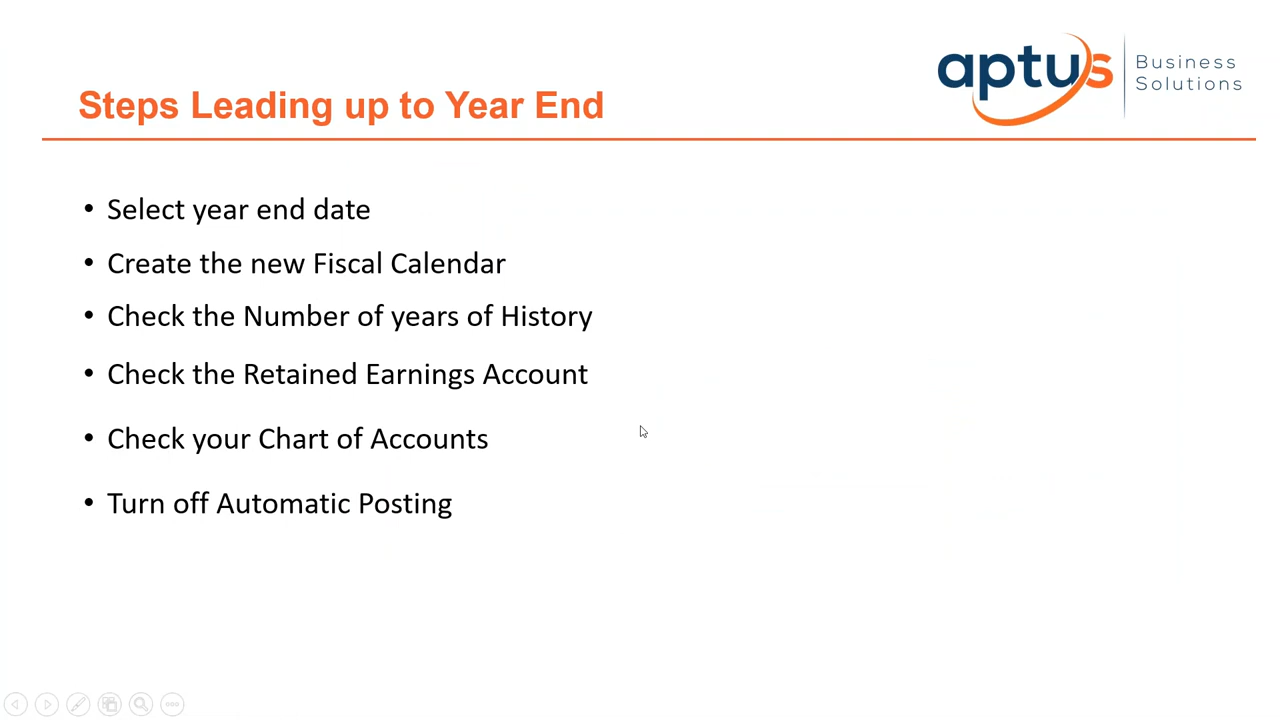 aptus
Business
Solutions
Steps Leading up to Year End
• Select year end date
• Create the new Fiscal Calendar
• Check the Number of years of History
• Check the Retained Earnings Account
• Check your Chart of Accounts
• Turn off Automatic Posting